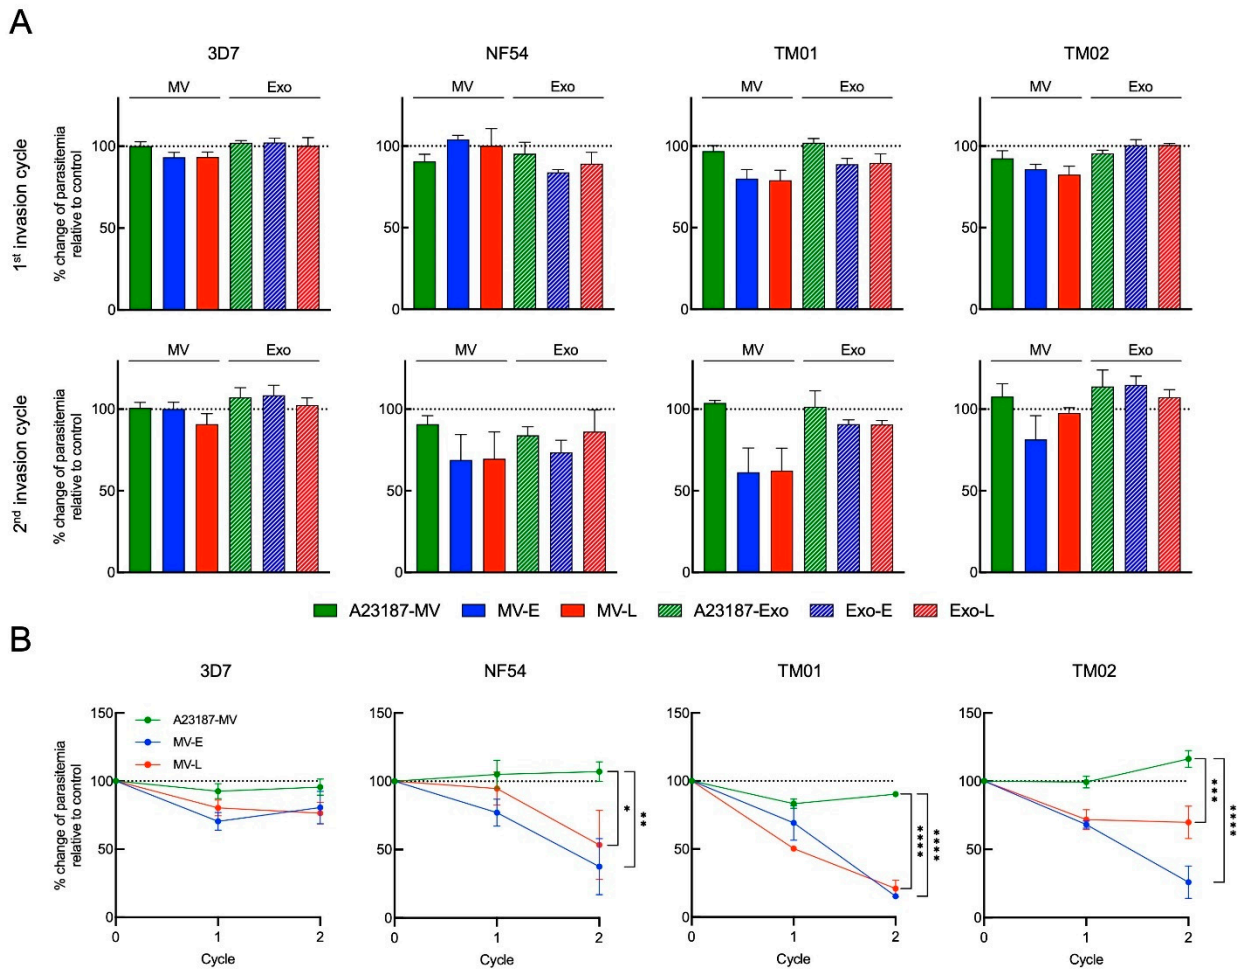 A
3D7
NF54
TM01
TM02
MV Exo
MV Exo
MV Exo
MV Exo
1st invasion cycle
% change of parasitemia
relative to control
100
50
0
100
50
0
100
50
0
100
50
0
MV Exo
MV Exo
MV Exo
MV Exo
2nd invasion cycle
% change of parasitemia
relative to control
100
50
0
100
50
0
100
50
0
100
50
0
A23187-MV MV-E MV-L A23187-Exo Exo-E Exo-L
B
3D7
NF54
TM01
TM02
% change of parasitemia
relative to control
150
100
50
0
A23187-MV
MV-E
MV-L
0 1 2
Cycle
150
100
50
0
*
**
0 1 2
Cycle
150
100
50
0
****
****
0 1 2
Cycle
150
100
50
0
***
****
0 1 2
Cycle